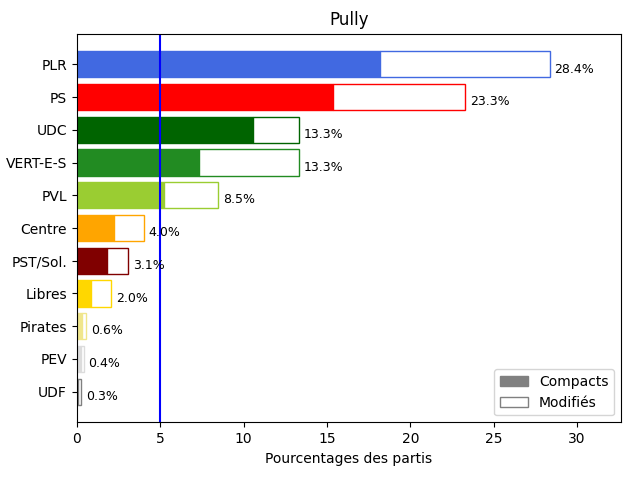 Pully
PLR
28.4%
PS
23.3%
UDC
13.3%
VERT-E-S
13.3%
PVL
8.5%
Centre
4.0%
PST/Sol.
3.1%
Libres
2.0%
Pirates
0.6%
PEV
0.4%
UDF
0.3%
Compacts
Modifiés
0 5 10 15 20 25 30
Pourcentages des partis